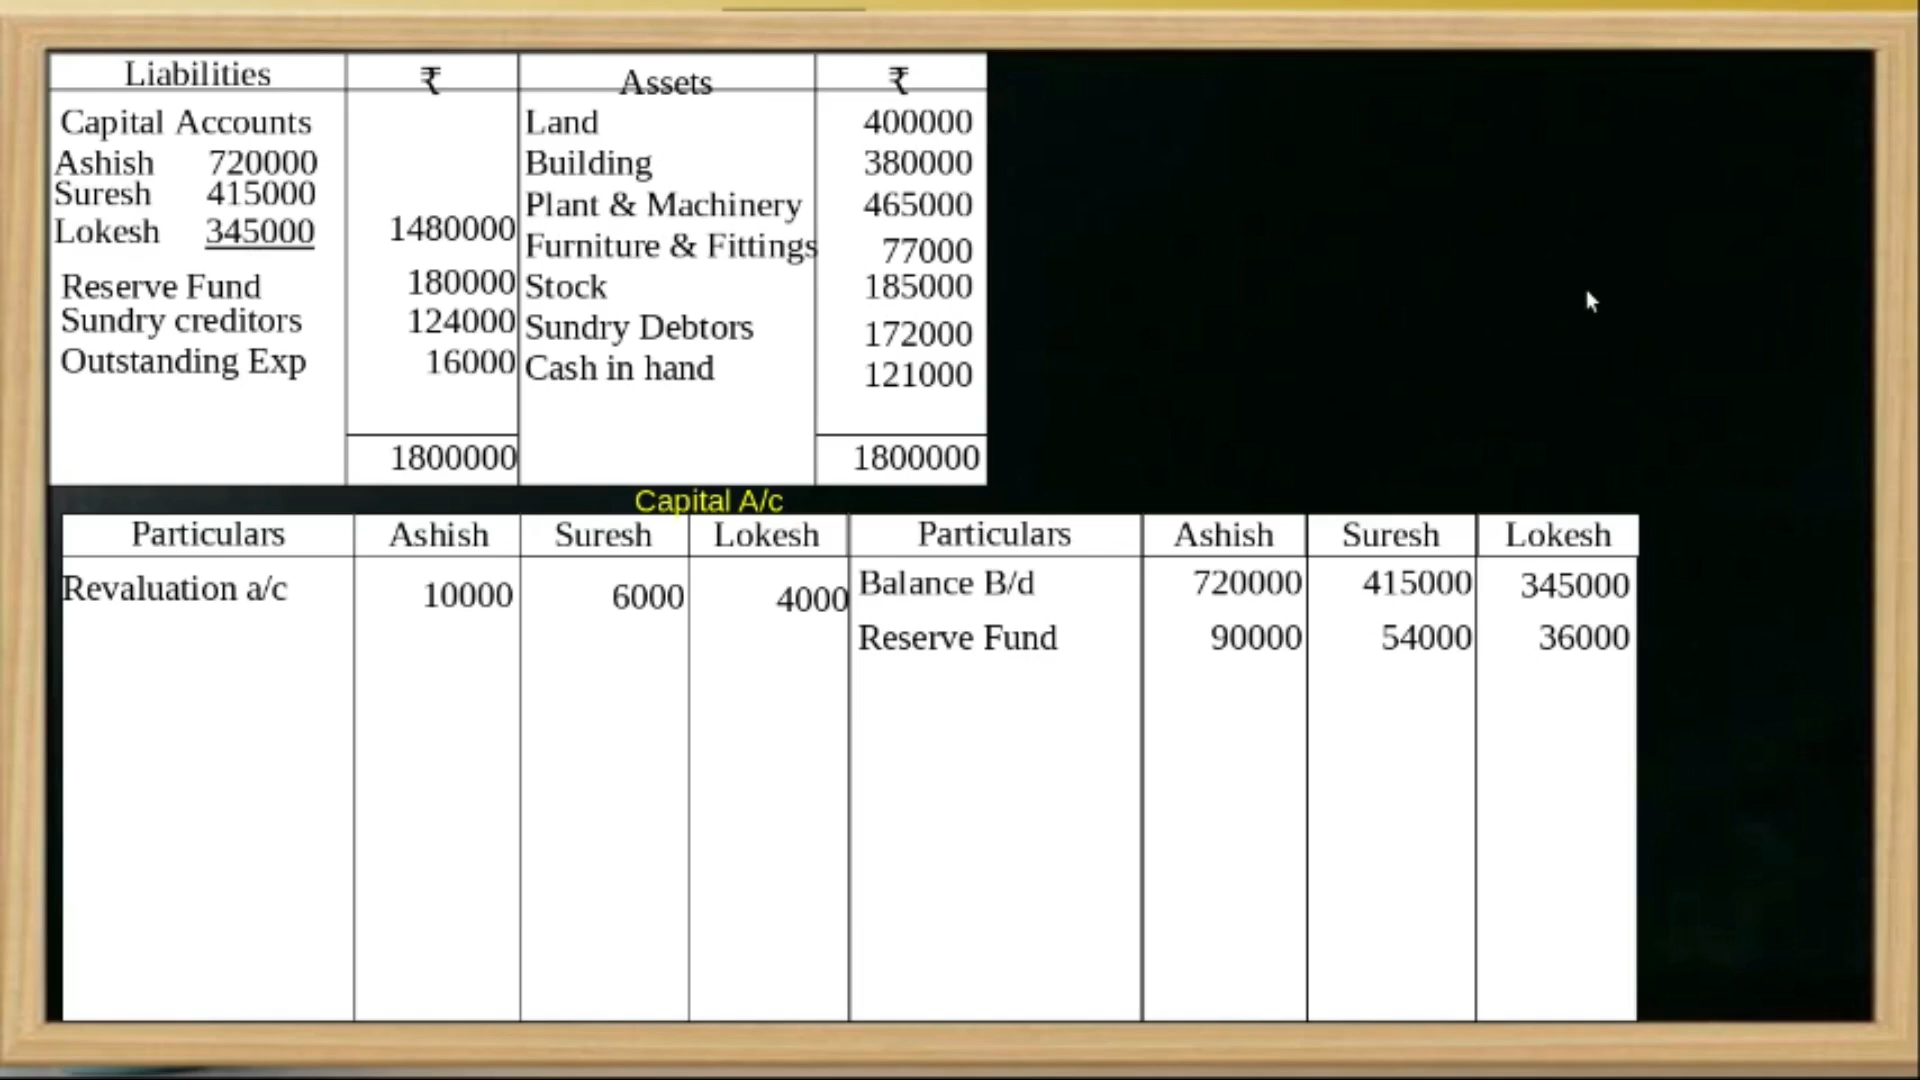 Liabilities ₹ Assets ₹
Capital Accounts Land 400000
Ashish 720000 Building 380000
Suresh 415000 Plant & Machinery 465000
Lokesh 345000 1480000 Furniture & Fittings 77000
Reserve Fund 180000 Stock 185000
Sundry creditors 124000 Sundry Debtors 172000
Outstanding Exp 16000 Cash in hand 121000
1800000 1800000
Capital A/c
Particulars Ashish Suresh Lokesh Particulars Ashish Suresh Lokesh
Revaluation a/c 10000 6000 4000 Balance B/d 720000 415000 345000
Reserve Fund 90000 54000 36000